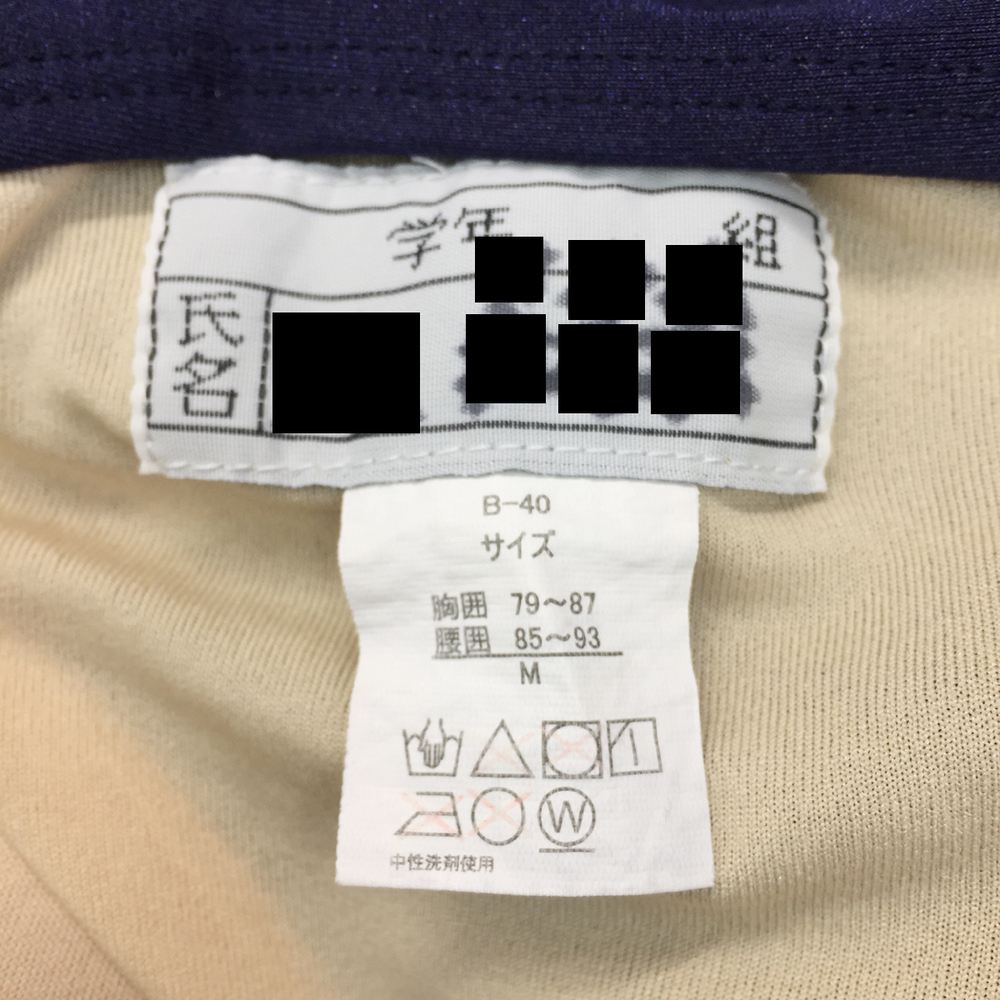 学年 組
氏名
B-40
サイズ
胸囲 79～87
腰囲 85～93
M
W
中性洗剤使用